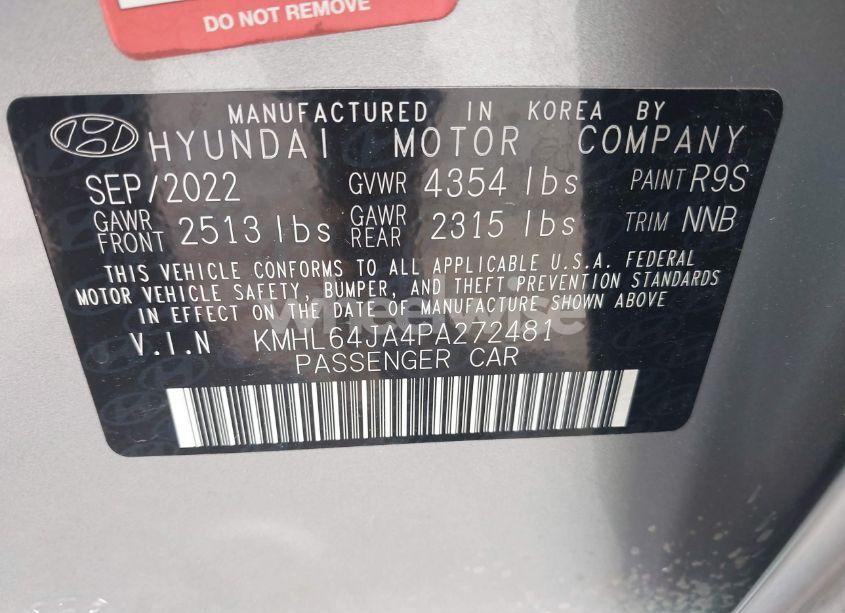 DO NOT REMOVE
MANUFACTURED IN KOREA BY
HYUNDAI MOTOR COMPANY
SEP/2022 GVWR 4354 lbs PAINT R9S
GAWR FRONT 2513 lbs GAWR REAR 2315 lbs TRIM NNB
THIS VEHICLE CONFORMS TO ALL APPLICABLE U.S.A. FEDERAL
MOTOR VEHICLE SAFETY, BUMPER, AND THEFT PREVENTION STANDARDS
IN EFFECT ON THE DATE OF MANUFACTURE SHOWN ABOVE
wheelwise
V.I.N KMHL64JA4PA272481
PASSENGER CAR